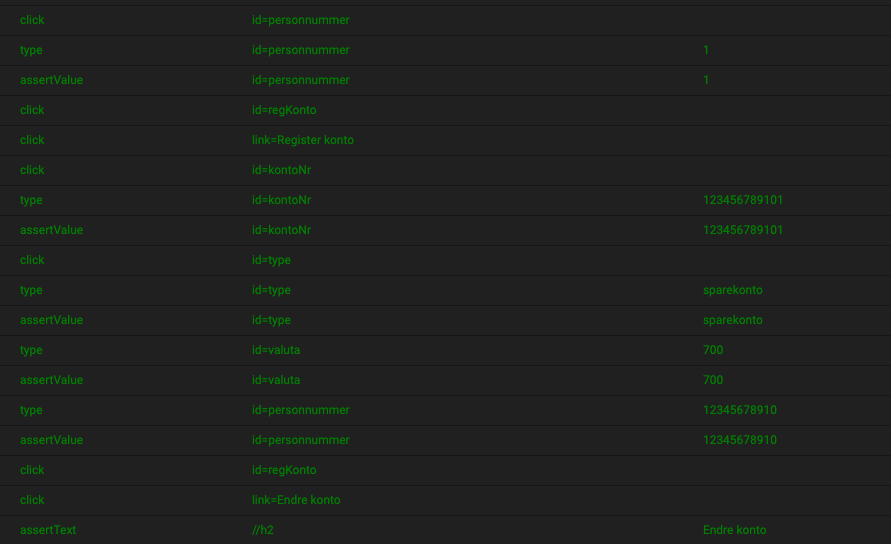 click id=personnummer
type id=personnummer 1
assertValue id=personnummer 1
click id=regKonto
click link=Register konto
click id=kontoNr
type id=kontoNr 123456789101
assertValue id=kontoNr 123456789101
click id=type
type id=type sparekonto
assertValue id=type sparekonto
type id=valuta 700
assertValue id=valuta 700
type id=personnummer 12345678910
assertValue id=personnummer 12345678910
click id=regKonto
click link=Endre konto
assertText //h2 Endre konto